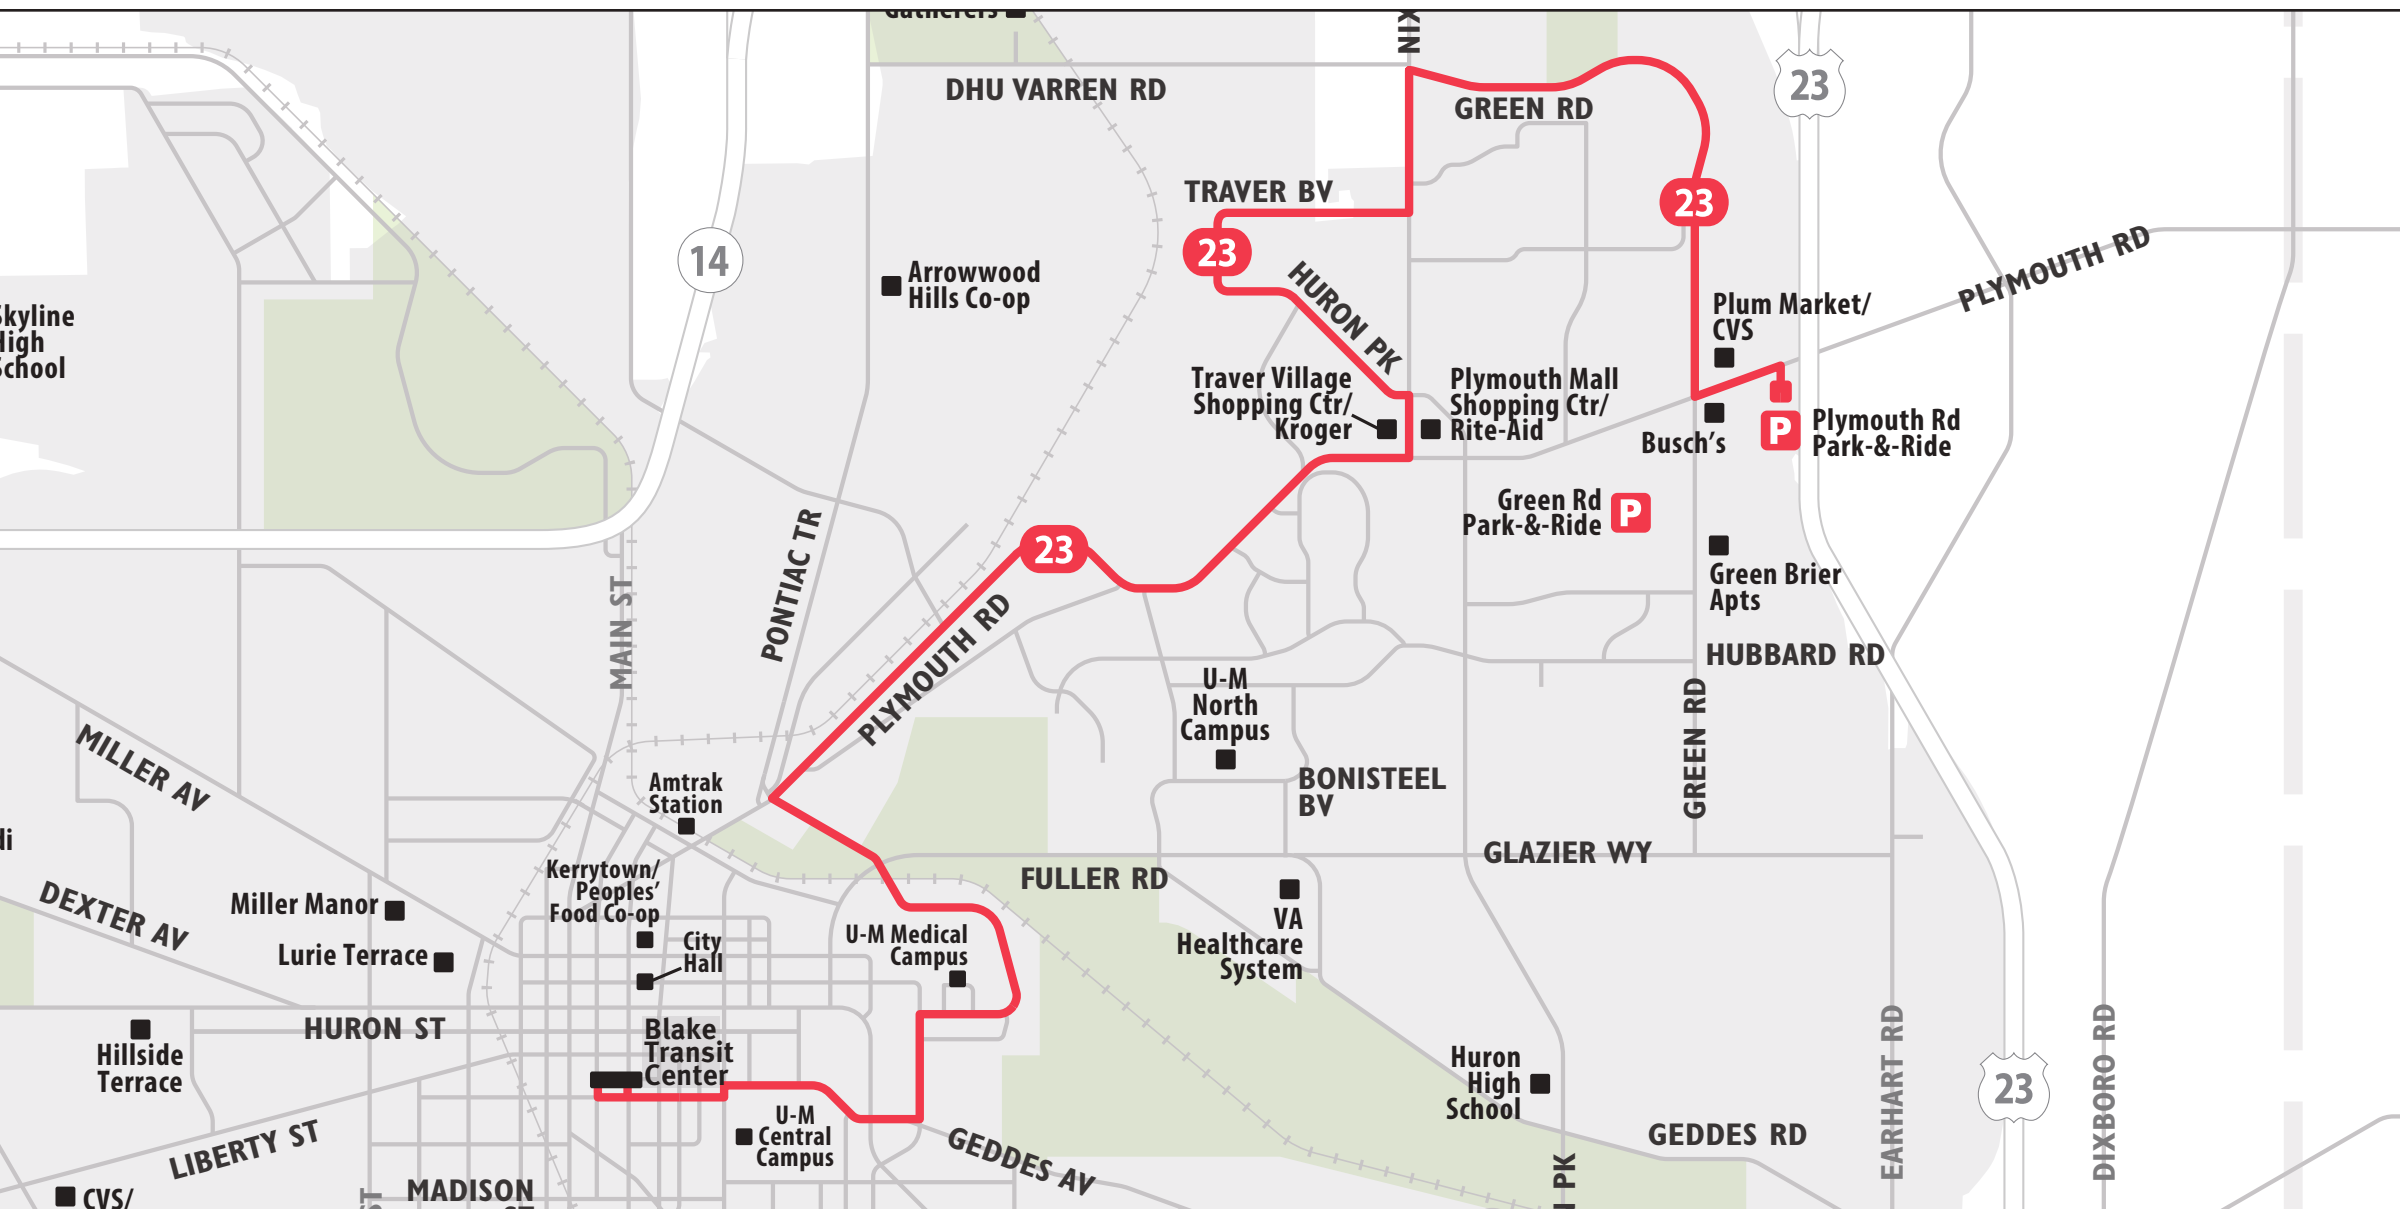 DHU VARREN RD
GREEN RD
23
TRAVER BV
23
23
14
Arrowwood
Hills Co-op
HURON PK
PLYMOUTH RD
Plum Market/
CVS
Skyline
High
School
Traver Village
Shopping Ctr/
Kroger
Plymouth Mall
Shopping Ctr/
Rite-Aid
Busch's
P
Plymouth Rd
Park-&-Ride
Green Rd
Park-&-Ride
P
23
PONTIAC TR
MAIN ST
PLYMOUTH RD
Green Brier
Apts
HUBBARD RD
U-M
North
Campus
GREEN RD
MILLER AV
Amtrak
Station
BONISTEEL
BV
GLAZIER WY
FULLER RD
Kerrytown/
Peoples'
Food Co-op
DEXTER AV
Miller Manor
Lurie Terrace
City
Hall
U-M Medical
Campus
VA
Healthcare
System
HURON ST
Blake
Transit
Center
Hillside
Terrace
Huron
High
School
EARHART RD
23
DIXBORO RD
U-M
Central
Campus
LIBERTY ST
GEDDES AV
GEDDES RD
MADISON
CVS/
PK